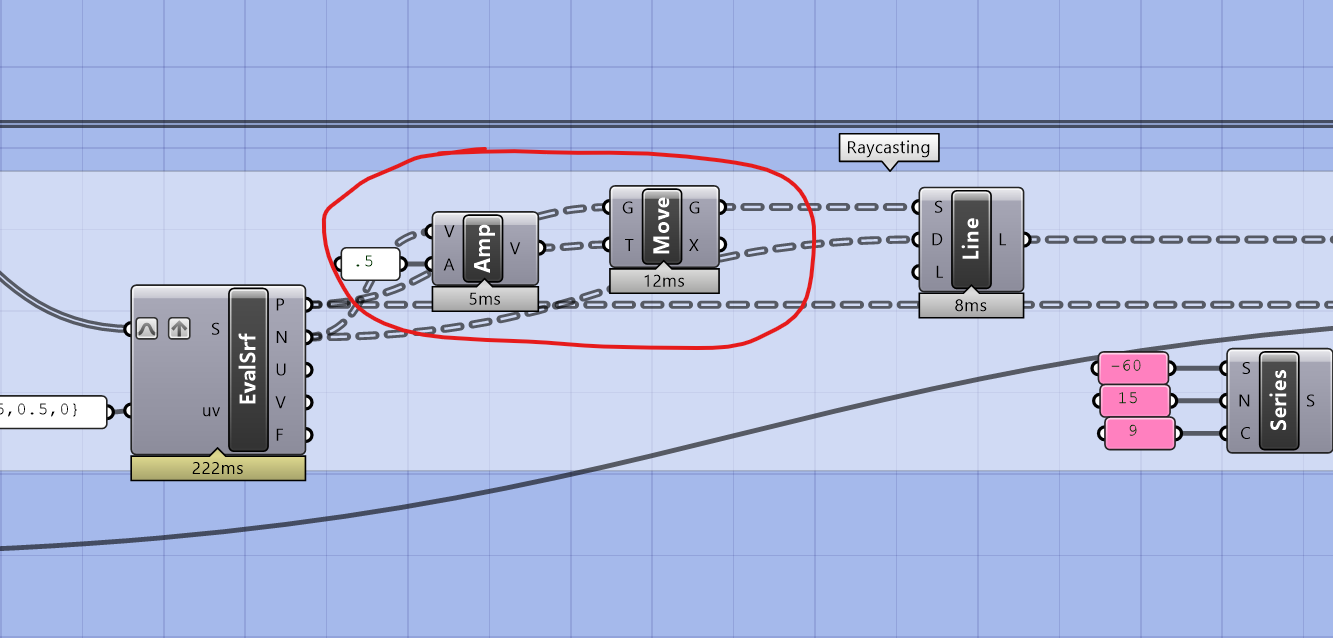 Raycasting
V
A
Amp
V
5ms
.5
G
T
Move
G
X
12ms
S
D
L
Line
L
8ms
S
uv
EvalSrf
P
N
U
V
F
222ms
5,0.5,0}
-60
15
9
S
N
C
Series
S